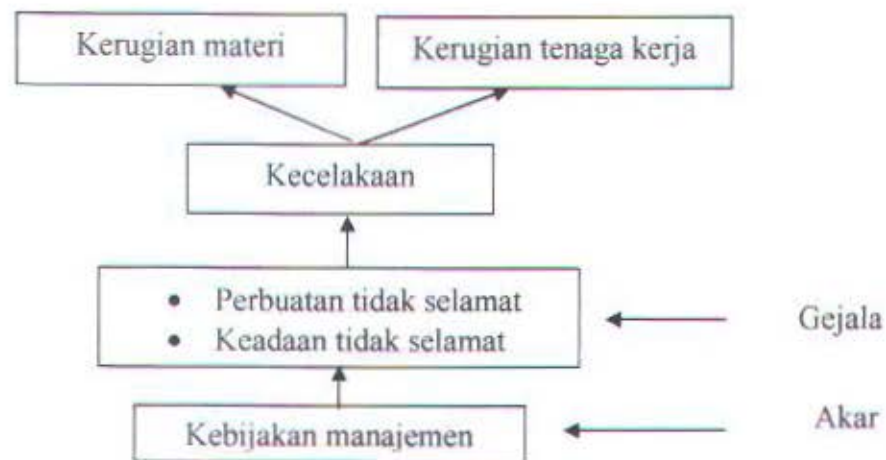 Kerugian materi
Kerugian tenaga kerja
Kecelakaan
• Perbuatan tidak selamat
• Keadaan tidak selamat
Gejala
Kebijakan manajemen
Akar